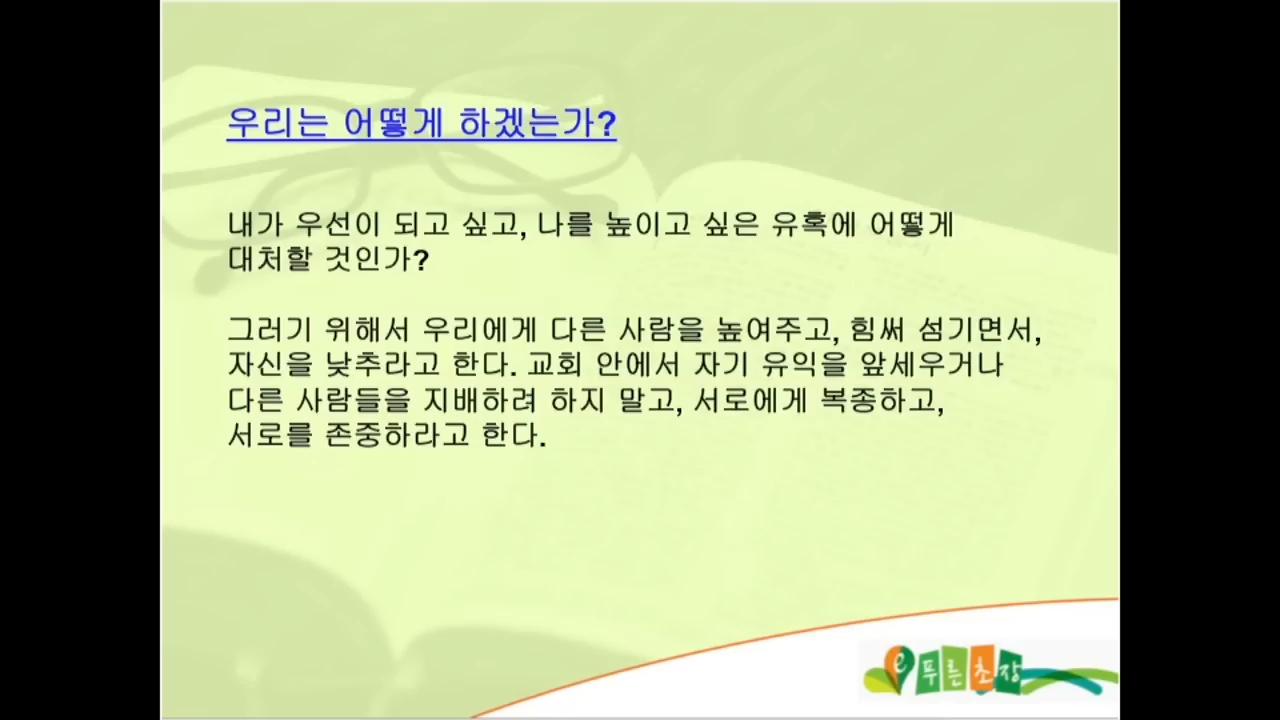 우리는 어떻게 하겠는가?
내가 우선이 되고 싶고, 나를 높이고 싶은 유혹에 어떻게
대처할 것인가?
그러기 위해서 우리에게 다른 사람을 높여주고, 힘써 섬기면서,
자신을 낮추라고 한다. 교회 안에서 자기 유익을 앞세우거나
다른 사람들을 지배하려 하지 말고, 서로에게 복종하고,
서로를 존중하라고 한다.
e푸른초장